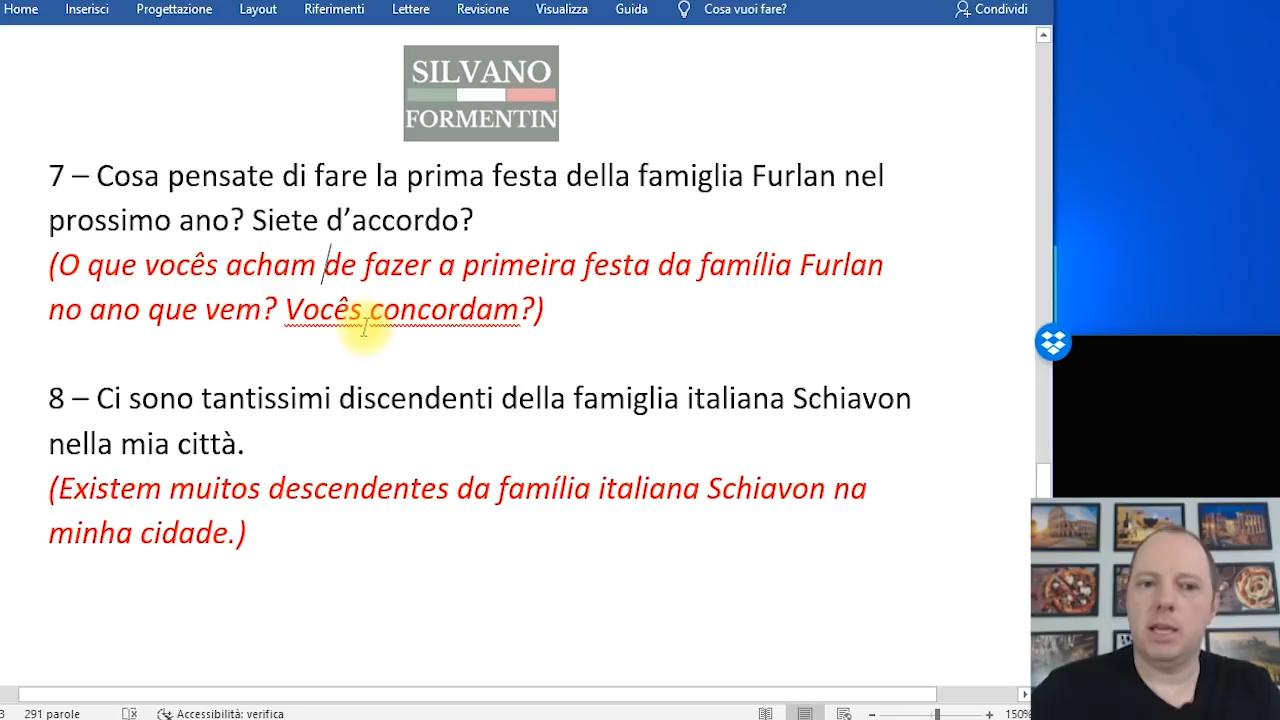 Home Inserisci Progettazione Layout Riferimenti Lettere Revisione Visualizza Guida Cosa vuoi fare? Condividi
SILVANO
FORMENTIN
7 – Cosa pensate di fare la prima festa della famiglia Furlan nel
prossimo ano? Siete d’accordo?
(O que vocês acham de fazer a primeira festa da família Furlan
no ano que vem? Vocês concordam?)
8 – Ci sono tantissimi discendenti della famiglia italiana Schiavon
nella mia città.
(Existem muitos descendentes da família italiana Schiavon na
minha cidade.)
3 291 parole Accessibilità: verifica 150%